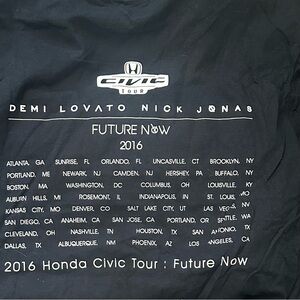 CIVIC
TOUR
DEMI LOVATO NICK JONAS
FUTURE NOW
2016
ATLANTA, GA SUNRISE, FL ORLANDO, FL UNCASVILLE, CT BROOKLYN, NY
PORTLAND, ME NEWARK, NJ CAMDEN, NJ HERSHEY, PA BUFFALO, NY
BOSTON, MA WASHINGTON, DC COLUMBUS, OH LOUISVILLE, KY
AUBURN HILLS, MI ROSEMONT, IL INDIANAPOLIS, IN ST. LOUIS, MO
KANSAS CITY, MO DENVER, CO SALT LAKE CITY, UT LAS VEGAS, NV
SAN DIEGO, CA ANAHEIM, CA SAN JOSE, CA PORTLAND, OR SEATTLE, WA
CLEVELAND, OH NASHVILLE, TN HOUSTON, TX SAN ANTONIO, TX
DALLAS, TX ALBUQUERQUE, NM PHOENIX, AZ LOS ANGELES, CA
2016 Honda Civic Tour : Future Now